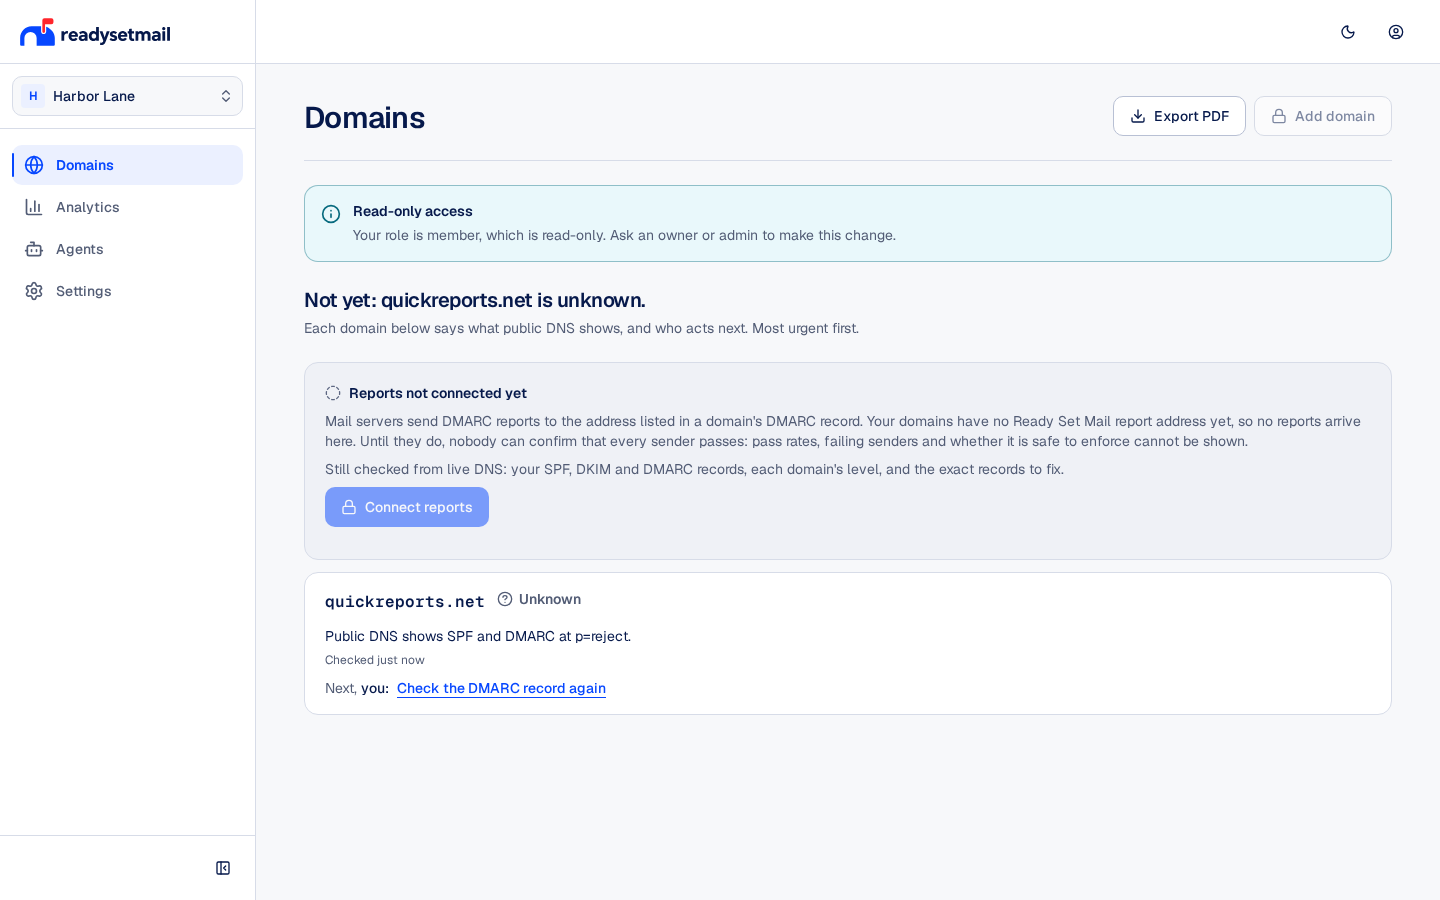 readysetmail
H Harbor Lane
Domains
Analytics
Agents
Settings
Domains
Export PDF
Add domain
Read-only access
Your role is member, which is read-only. Ask an owner or admin to make this change.
Not yet: quickreports.net is unknown.
Each domain below says what public DNS shows, and who acts next. Most urgent first.
Reports not connected yet
Mail servers send DMARC reports to the address listed in a domain's DMARC record. Your domains have no Ready Set Mail report address yet, so no reports arrive
here. Until they do, nobody can confirm that every sender passes: pass rates, failing senders and whether it is safe to enforce cannot be shown.
Still checked from live DNS: your SPF, DKIM and DMARC records, each domain's level, and the exact records to fix.
Connect reports
quickreports.net Unknown
Public DNS shows SPF and DMARC at p=reject.
Checked just now
Next, you: Check the DMARC record again